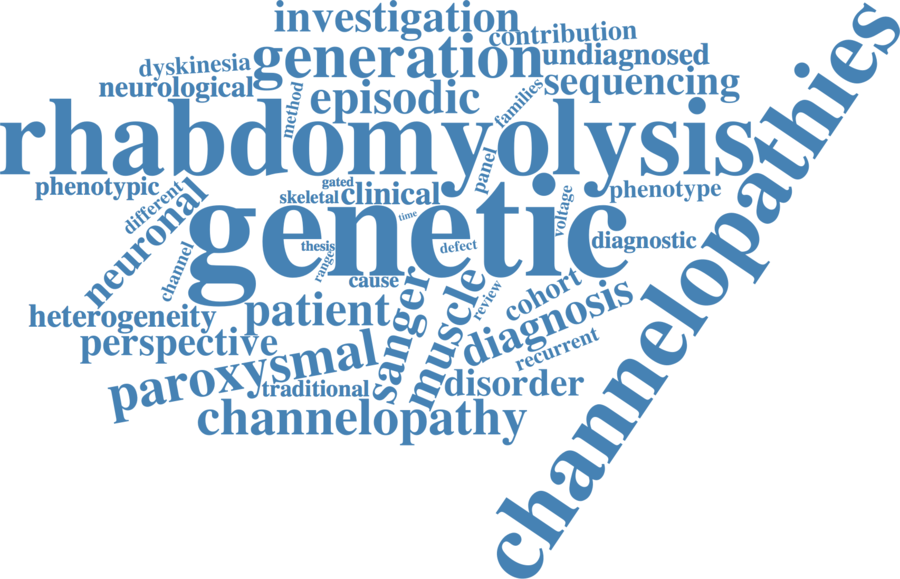 investigation
contribution
generation
undiagnosed
dyskinesia
neurological
method
episodic
families
sequencing
rhabdomyolysis
channelopathies
phenotypic
different
neuronal
skeletal
gated
clinical
panel
voltage
phenotype
genetic
time
channel
thesis
range
defect
diagnostic
cause
heterogeneity
patient
sanger
muscle
review
cohort
perspective
diagnosis
recurrent
paroxysmal
traditional
disorder
channelopathy